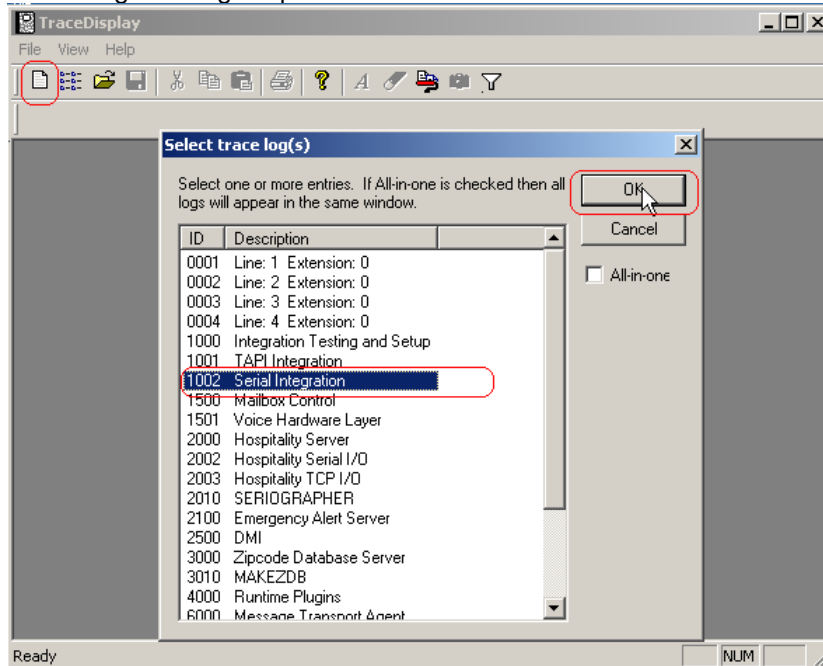 TraceDisplay
File View Help
Select trace log(s)
Select one or more entries. If All-in-one is checked then all
logs will appear in the same window.
OK
Cancel
All-in-one
ID Description
0001 Line: 1 Extension: 0
0002 Line: 2 Extension: 0
0003 Line: 3 Extension: 0
0004 Line: 4 Extension: 0
1000 Integration Testing and Setup
1001 TAPI Integration
1002 Serial Integration
1500 Mailbox Control
1501 Voice Hardware Layer
2000 Hospitality Server
2002 Hospitality Serial I/O
2003 Hospitality TCP I/O
2010 SERIOGRAPHER
2100 Emergency Alert Server
2500 DMI
3000 Zipcode Database Server
3010 MAKEZDB
4000 Runtime Plugins
6000 Message Transport Agent
Ready
NUM